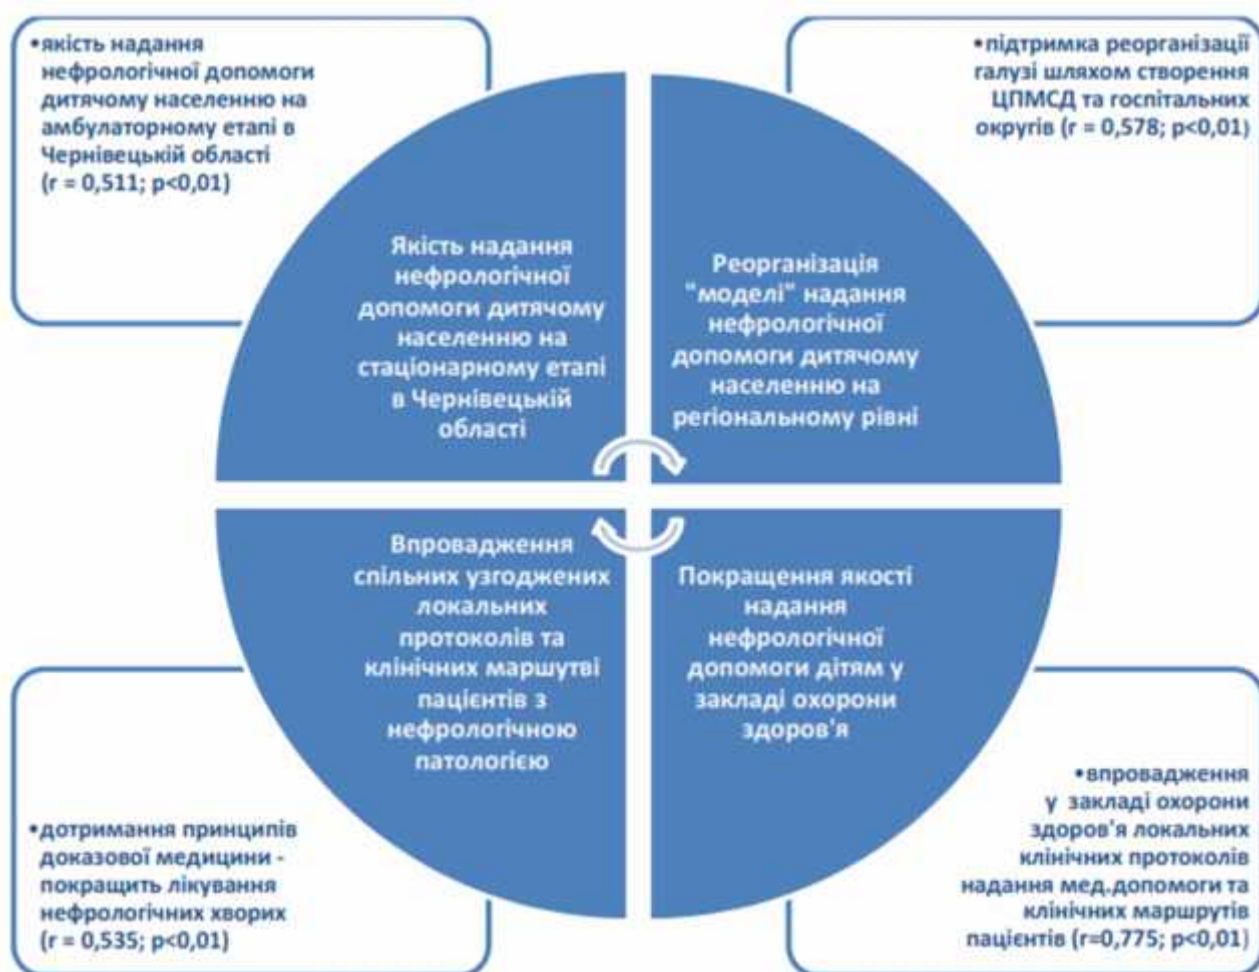 •якість надання
нефрологічної допомоги
дитячому населенню на
амбулаторному етапі в
Чернівецькій області
(r = 0,511; p<0,01)
•підтримка реорганізації
галузі шляхом створення
ЦПМСД та госпітальних
округів (r = 0,578; p<0,01)
Якість надання
нефрологічної
допомоги дитячому
населенню на
стаціонарному етапі
в Чернівецькій
області
Реорганізація
"моделі" надання
нефрологічної
допомоги дитячому
населенню на
регіональному рівні
Впровадження
спільних узгоджених
локальних
протоколів та
клінічних маршутві
пацієнтів з
нефрологічною
патологією
Покращення якості
надання
нефрологічної
допомоги дітям у
закладі охорони
здоров'я
•дотримання принципів
доказової медицини -
покращить лікування
нефрологічних хворих
(r = 0,535; p<0,01)
•впровадження
у закладі охорони
здоров'я локальних
клінічних протоколів
надання мед.допомоги та
клінічних маршрутів
пацієнтів (r=0,775; p<0,01)